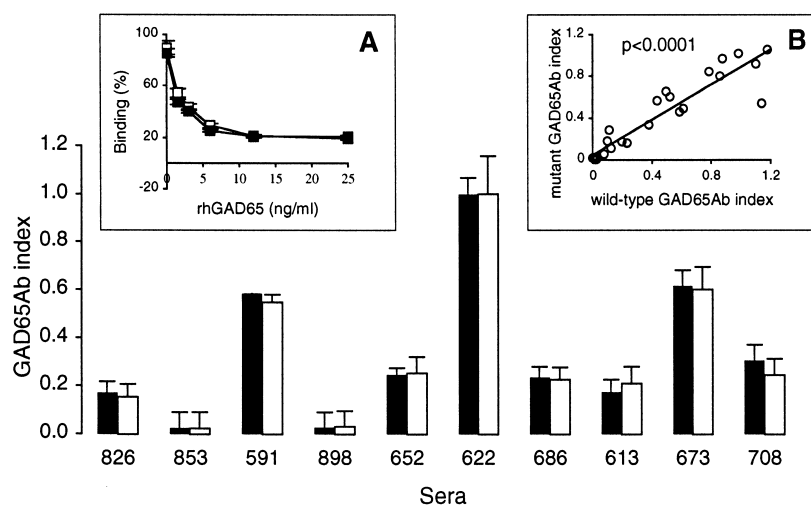 A
Binding (%)
100
60
20
-20
0 5 10 15 20 25
rhGAD65 (ng/ml)
B
p<0.0001
mutant GAD65Ab index
1.2
0.8
0.4
0
0 0.4 0.8 1.2
wild-type GAD65Ab index
GAD65Ab index
1.2
1.0
0.8
0.6
0.4
0.2
0.0
826 853 591 898 652 622 686 613 673 708
Sera